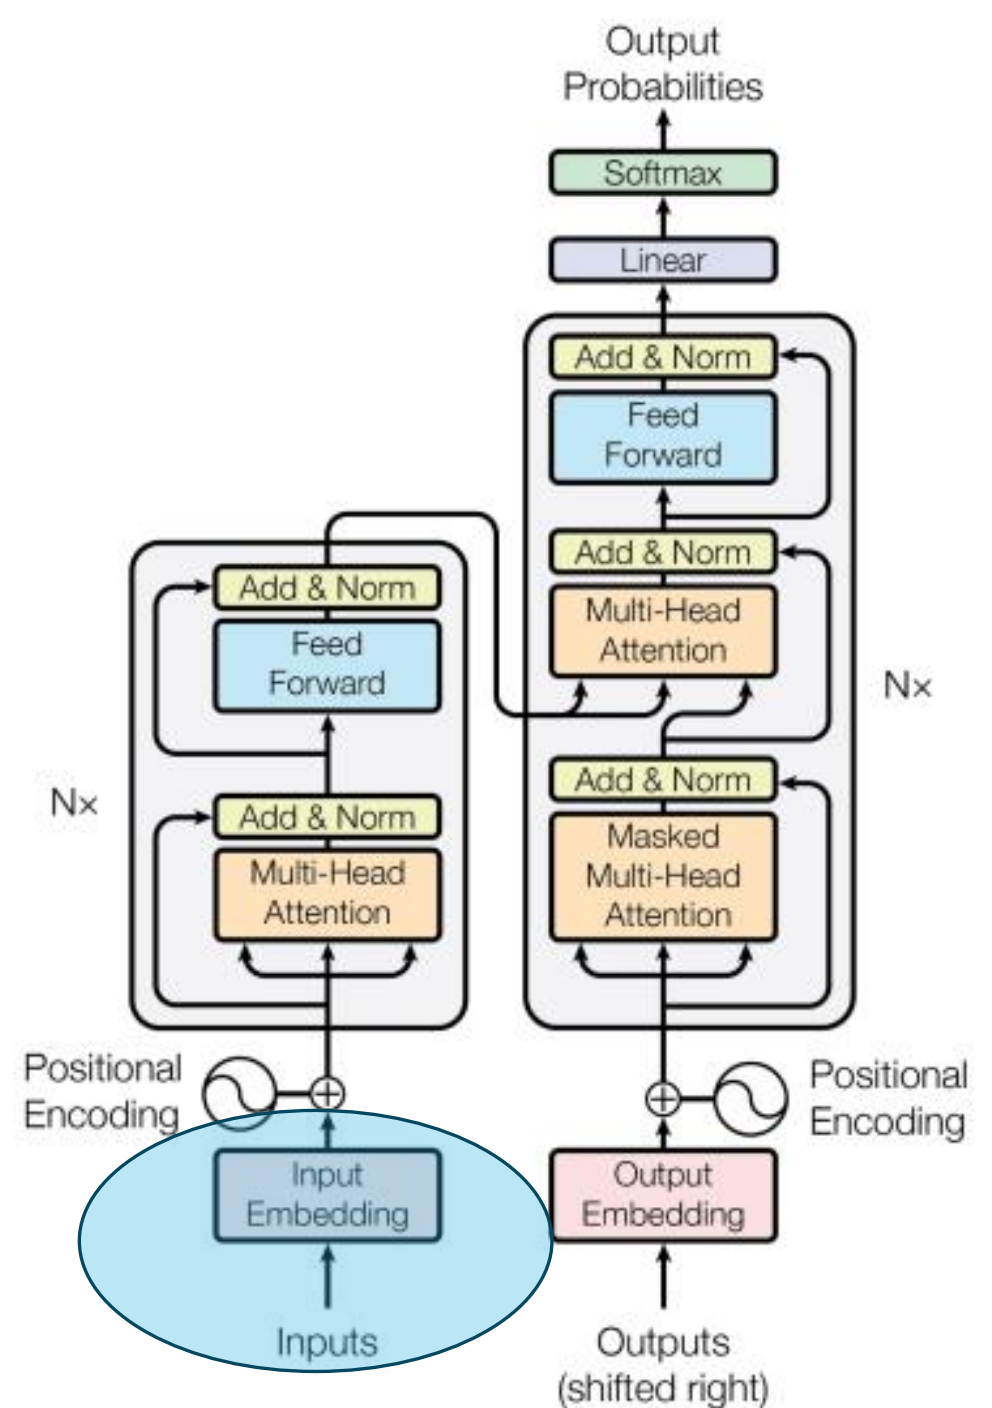 Output
Probabilities
Softmax
Linear
Add & Norm
Feed
Forward
Add & Norm
Multi-Head
Attention
Nx
Add & Norm
Masked
Multi-Head
Attention
Add & Norm
Feed
Forward
Nx
Add & Norm
Multi-Head
Attention
Positional
Encoding
Positional
Encoding
Input
Embedding
Output
Embedding
Inputs
Outputs
(shifted right)